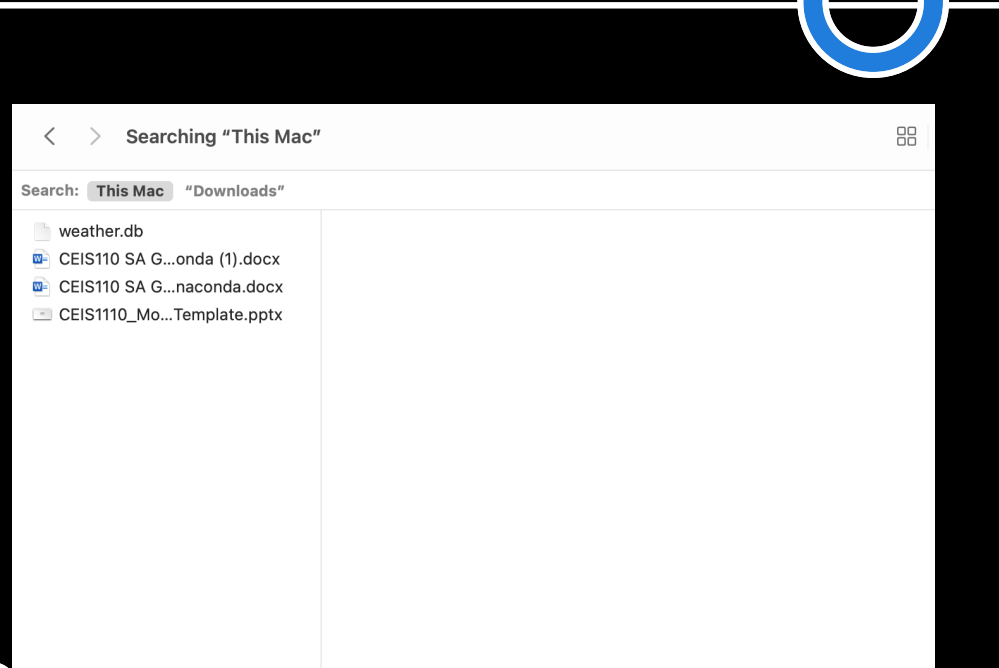 Searching “This Mac”
Search: This Mac “Downloads”
weather.db
CEIS110 SA G...onda (1).docx
CEIS110 SA G...naconda.docx
CEIS1110_Mo...Template.pptx